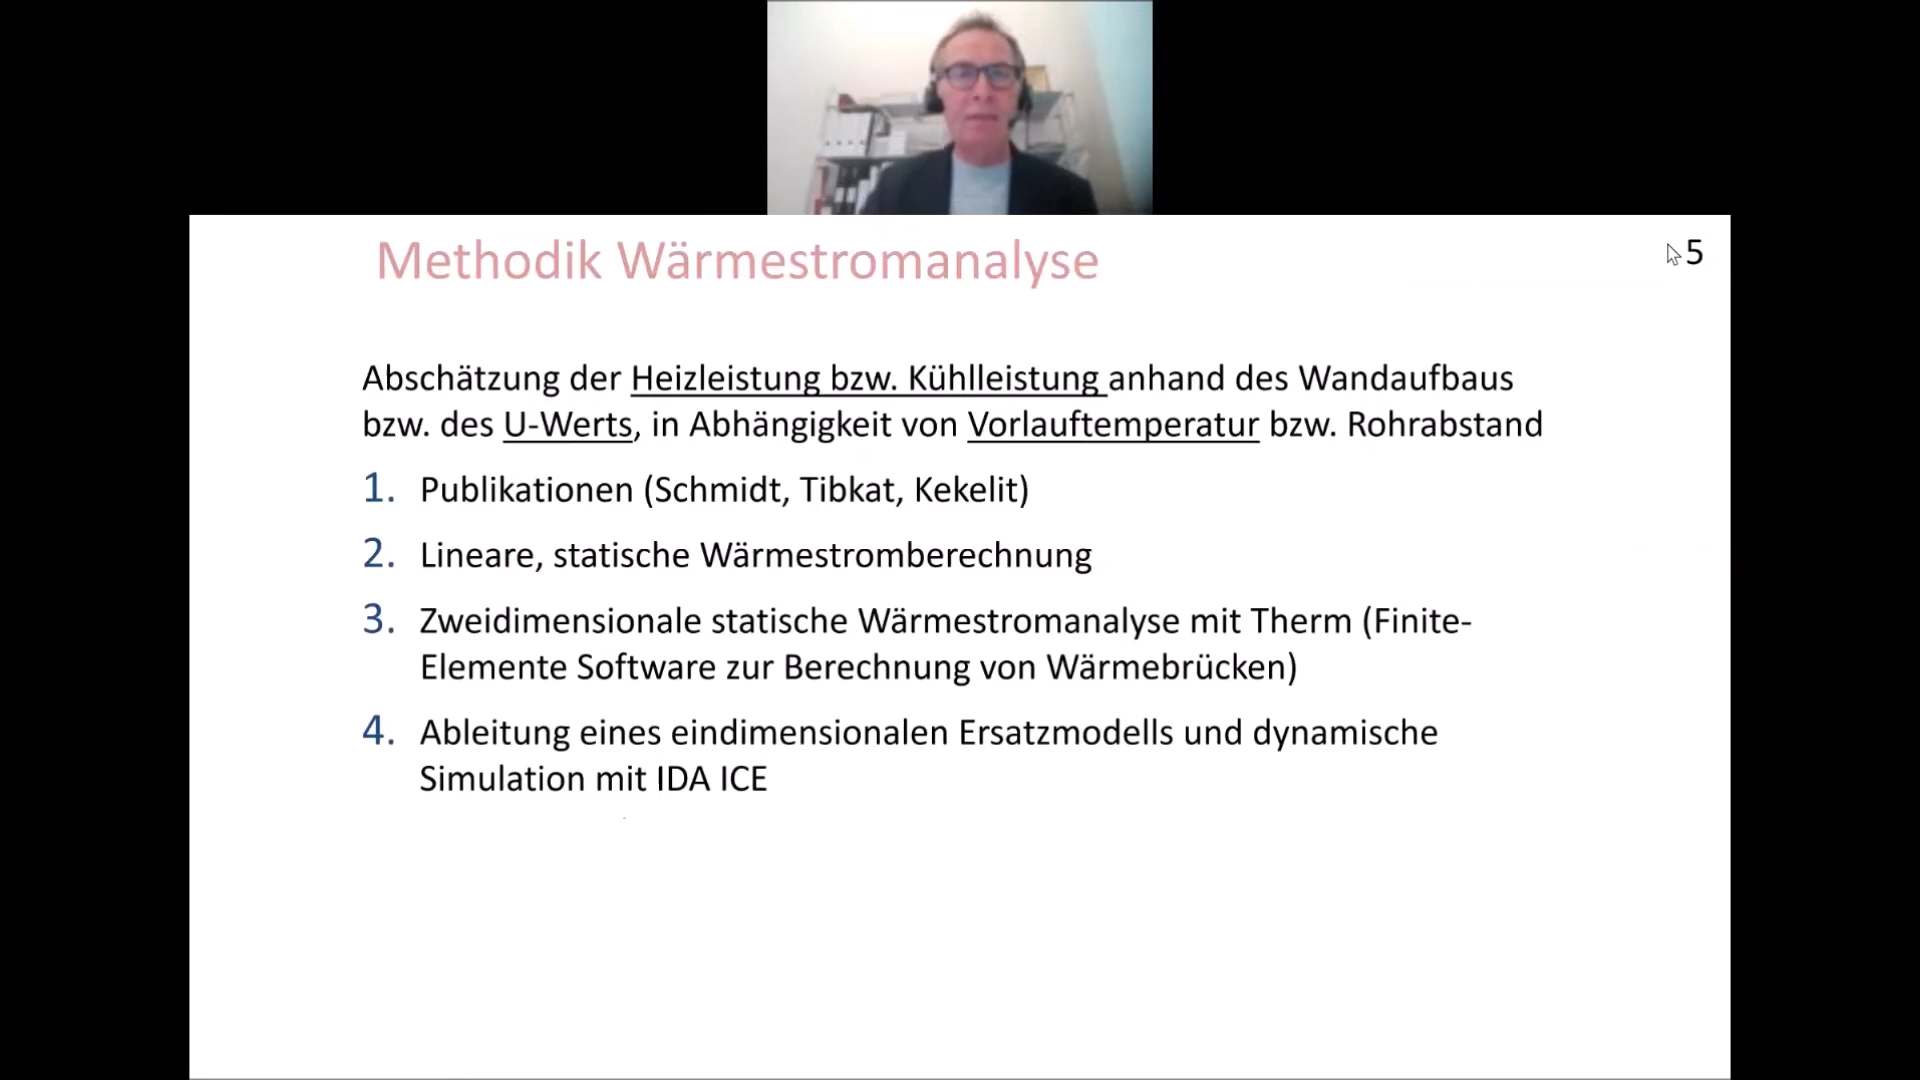 Methodik Wärmestromanalyse
5
Abschätzung der Heizleistung bzw. Kühlleistung anhand des Wandaufbaus
bzw. des U-Werts, in Abhängigkeit von Vorlauftemperatur bzw. Rohrabstand
1. Publikationen (Schmidt, Tibkat, Kekelit)
2. Lineare, statische Wärmestromberechnung
3. Zweidimensionale statische Wärmestromanalyse mit Therm (Finite-
Elemente Software zur Berechnung von Wärmebrücken)
4. Ableitung eines eindimensionalen Ersatzmodells und dynamische
Simulation mit IDA ICE